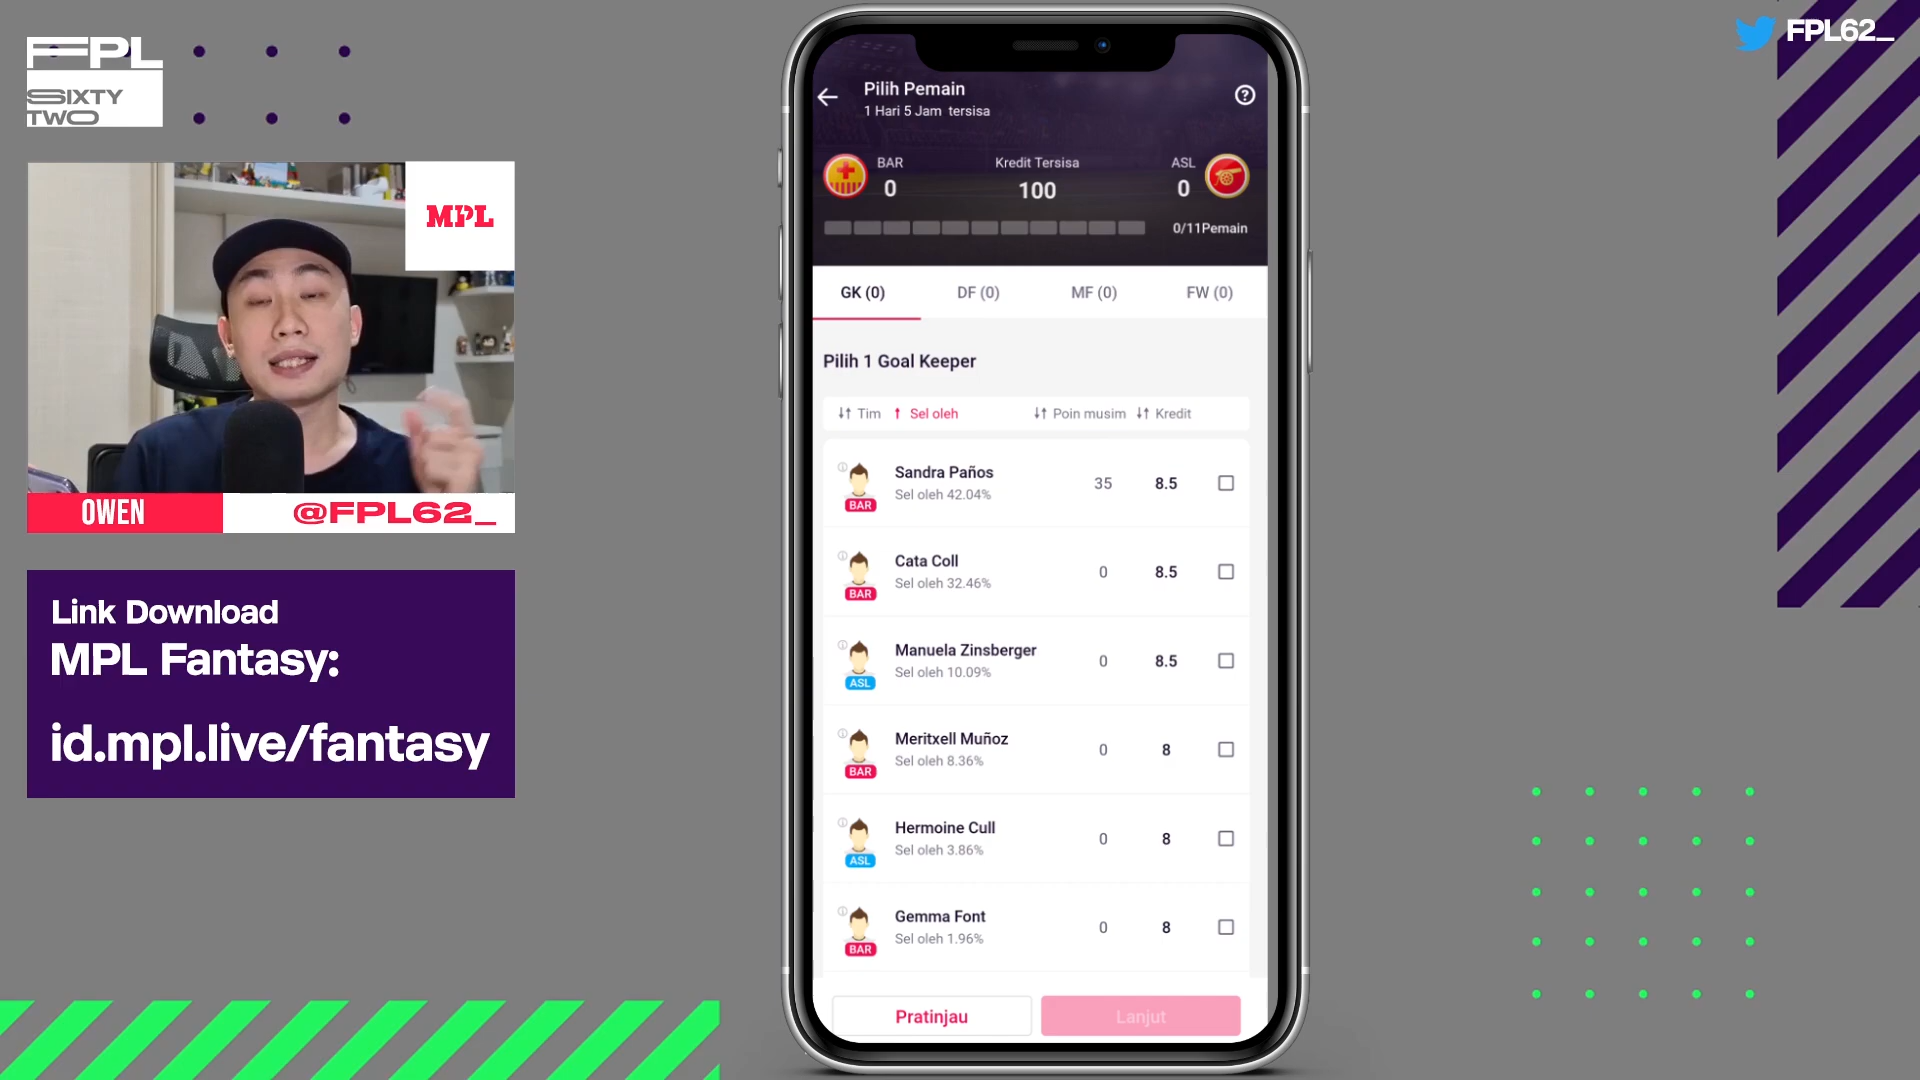 FPL
SIXTY
TWO
FPL62_
MPL
OWEN
@FPL62_
Link Download
MPL Fantasy:
id.mpl.live/fantasy
Pilih Pemain
1 Hari 5 Jam tersisa
BAR
0
Kredit Tersisa
100
ASL
0
0/11Pemain
GK (0) DF (0) MF (0) FW (0)
Pilih 1 Goal Keeper
Tim Sel oleh Poin musim Kredit
Sandra Paños
Sel oleh 42.04%
35 8.5
BAR
Cata Coll
Sel oleh 32.46%
0 8.5
BAR
Manuela Zinsberger
Sel oleh 10.09%
0 8.5
ASL
Meritxell Muñoz
Sel oleh 8.36%
0 8
BAR
Hermoine Cull
Sel oleh 3.86%
0 8
ASL
Gemma Font
Sel oleh 1.96%
0 8
BAR
Pratinjau Lanjut